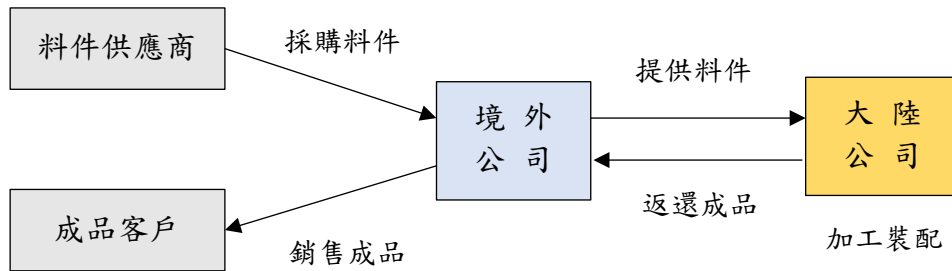 料件供應商
採購料件
提供料件
境外
公司
大陸
公司
返還成品
成品客戶
銷售成品
加工裝配